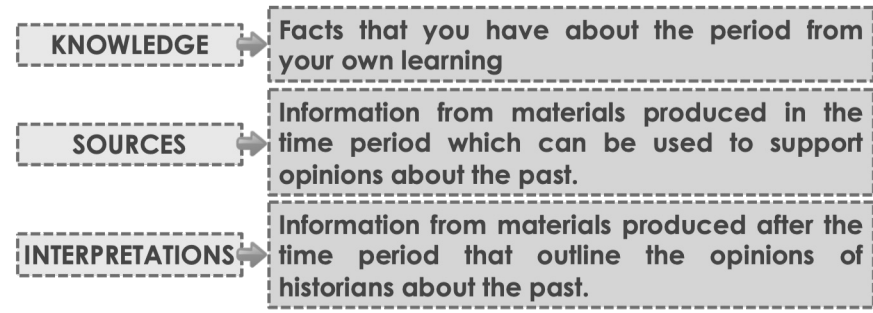 KNOWLEDGE
Facts that you have about the period from
your own learning
SOURCES
Information from materials produced in the
time period which can be used to support
opinions about the past.
INTERPRETATIONS
Information from materials produced after the
time period that outline the opinions of
historians about the past.